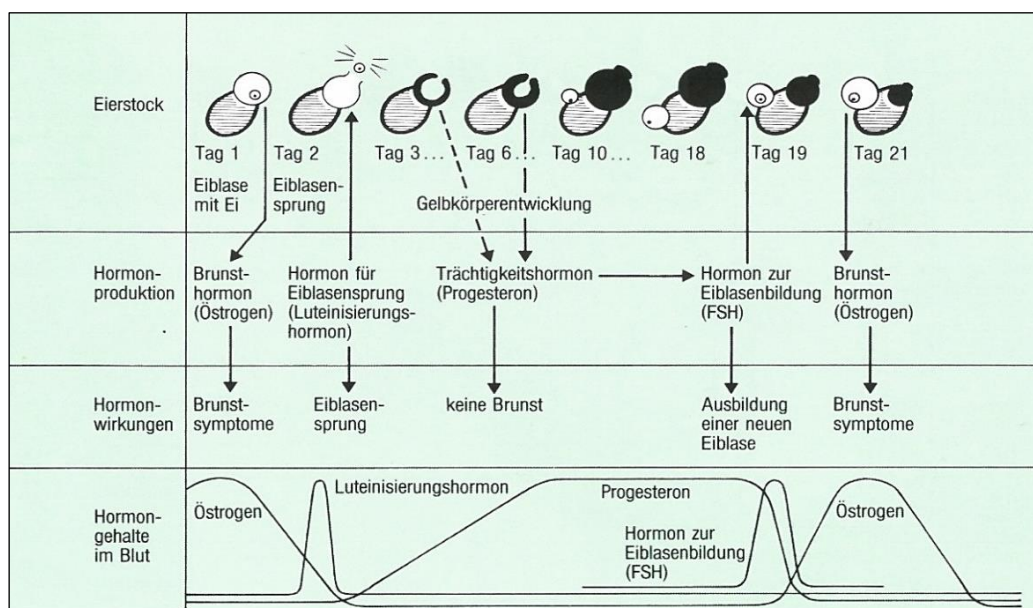 Eierstock
Tag 1
Tag 2
Tag 3...
Tag 6...
Tag 10...
Tag 18
Tag 19
Tag 21
Eiblase
mit Ei
Eiblasen-
sprung
Gelbkörperentwicklung
Hormon-
produktion
Brunst-
hormon
(Östrogen)
Hormon für
Eiblasensprung
(Luteinisierungs-
hormon)
Trächtigkeitshormon
(Progesteron)
Hormon zur
Eiblasenbildung
(FSH)
Brunst-
hormon
(Östrogen)
Hormon-
wirkungen
Brunst-
symptome
Eiblasen-
sprung
keine Brunst
Ausbildung
einer neuen
Eiblase
Brunst-
symptome
Hormon-
gehalte
im Blut
Östrogen
Luteinisierungshormon
Progesteron
Hormon zur
Eiblasenbildung
(FSH)
Östrogen